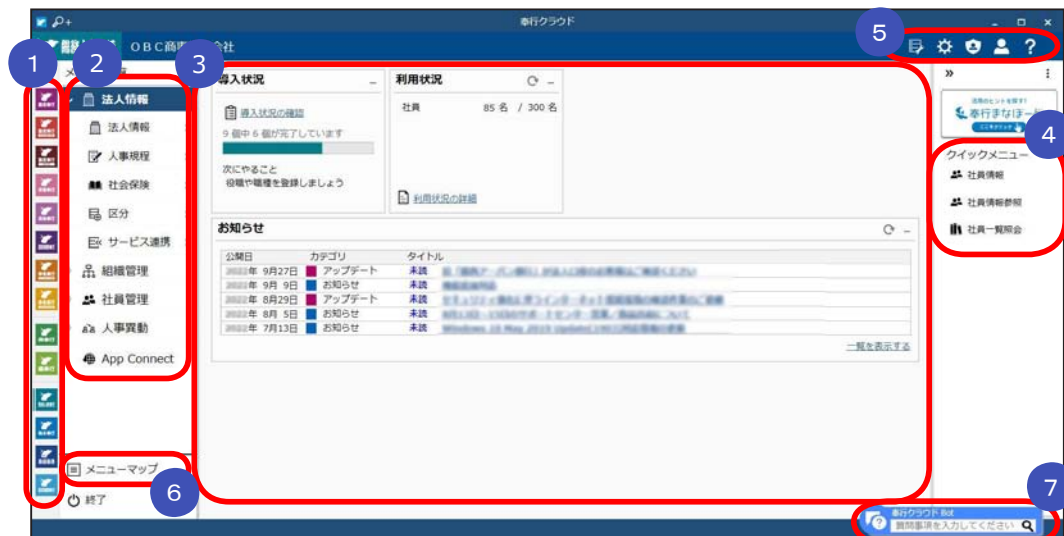 奉行クラウド
OBC商
会社
5
1
2
3
法人情報
法人情報
人事規程
社会保険
区分
サービス連携
組織管理
社員管理
人事異動
App Connect
メニューマップ
6
終了
導入状況
導入状況の確認
9 個中 6 個が完了しています
次にやること
役職や職種を登録しましょう
利用状況
社員 85 名 / 300 名
利用状況の詳細
お知らせ
公開日 カテゴリ タイトル
年 9月27日 アップデート 未読
年 9月 9日 お知らせ 未読
年 8月29日 アップデート 未読
年 8月 5日 お知らせ 未読
年 7月13日 お知らせ 未読
一覧を表示する
»
活用のヒントを探す!
奉行まなぼード
4
クイックメニュー
社員情報
社員情報参照
社員一覧照会
7
奉行クラウド Bot
質問事項を入力してください